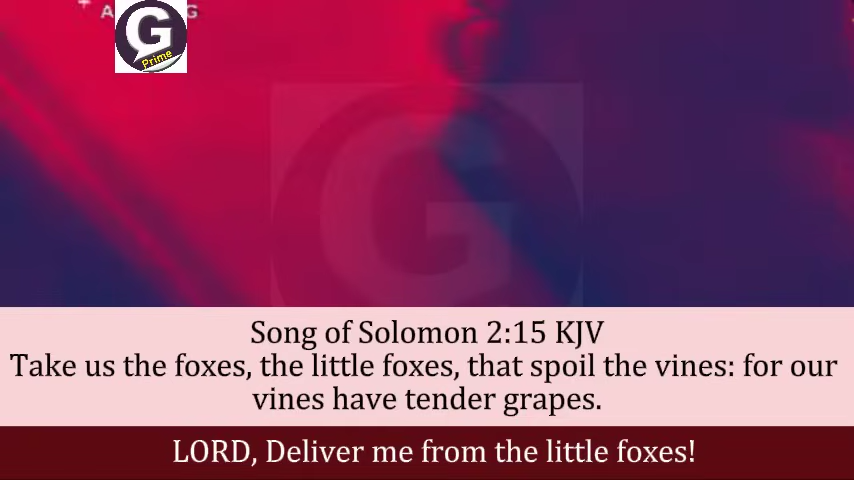 G
Prime
G
Song of Solomon 2:15 KJV
Take us the foxes, the little foxes, that spoil the vines: for our
vines have tender grapes.
LORD, Deliver me from the little foxes!